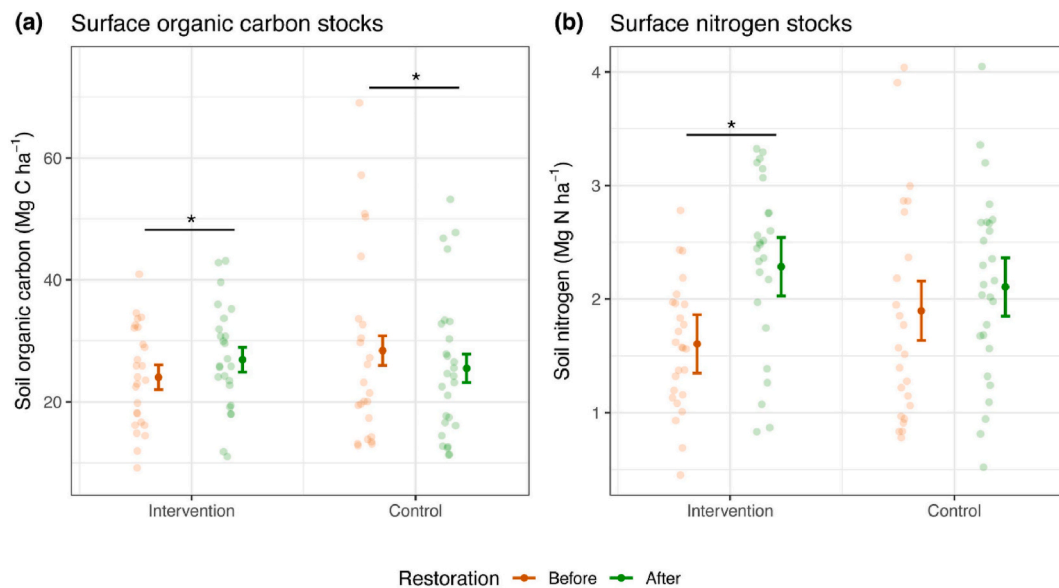 (a) Surface organic carbon stocks
Soil organic carbon (Mg C ha⁻¹)
60
40
20
*
*
Intervention
Control
(b) Surface nitrogen stocks
Soil nitrogen (Mg N ha⁻¹)
4
3
2
1
*
Intervention
Control
Restoration Before After